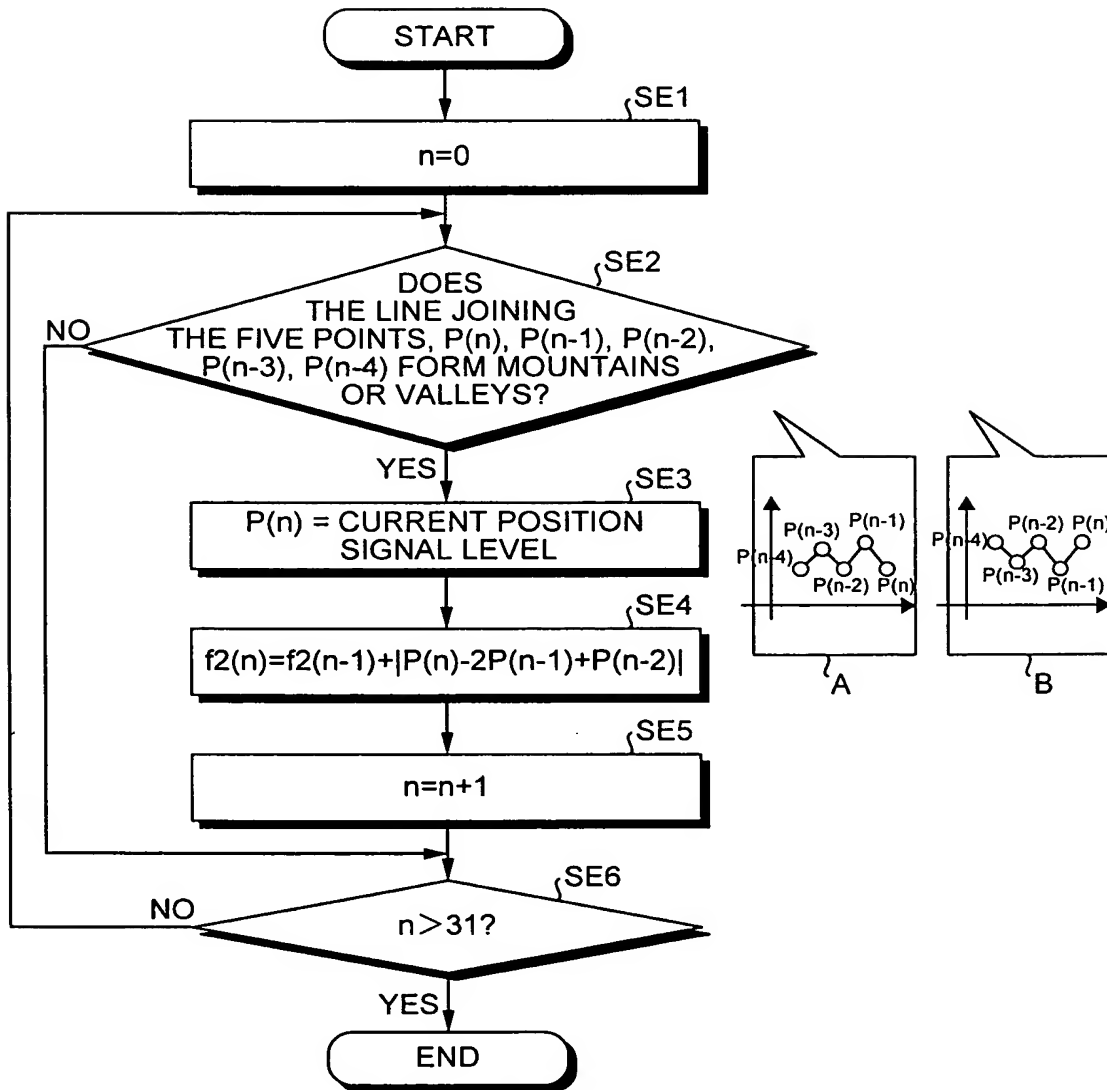 START
SE1
n=0
SE2
DOES
THE LINE JOINING
THE FIVE POINTS, P(n), P(n-1), P(n-2),
P(n-3), P(n-4) FORM MOUNTAINS
OR VALLEYS?
NO
YES
SE3
P(n) = CURRENT POSITION
SIGNAL LEVEL
SE4
f2(n)=f2(n-1)+|P(n)-2P(n-1)+P(n-2)|
SE5
n=n+1
SE6
n>31?
NO
YES
END
P(n-1)
P(n-3)
P(n-4)
P(n-2)
P(n)
A
P(n-2)
P(n)
P(n-4)
P(n-3)
P(n-1)
B